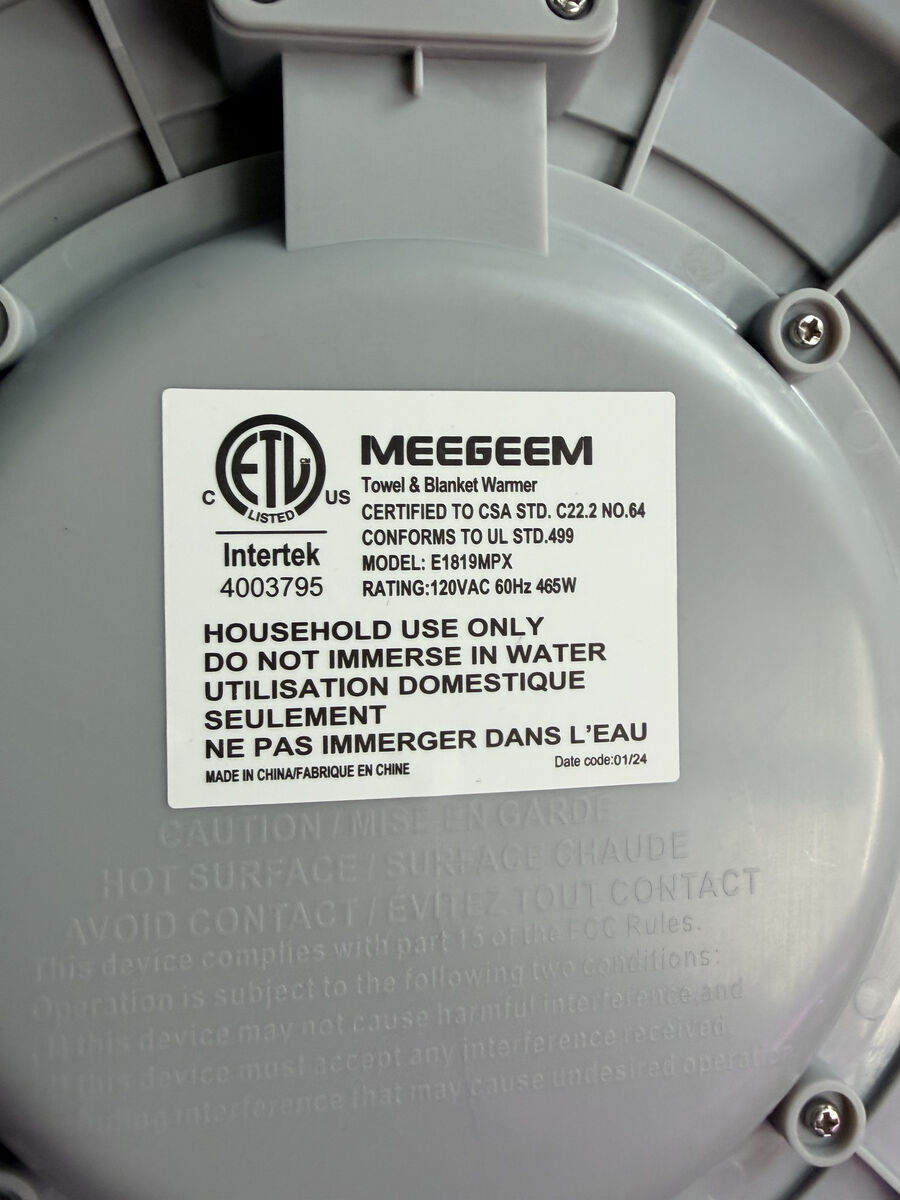 ETL CM
C US
LISTED
Intertek
4003795
MEEGEEM
Towel & Blanket Warmer
CERTIFIED TO CSA STD. C22.2 NO.64
CONFORMS TO UL STD.499
MODEL: E1819MPX
RATING:120VAC 60Hz 465W
HOUSEHOLD USE ONLY
DO NOT IMMERSE IN WATER
UTILISATION DOMESTIQUE
SEULEMENT
NE PAS IMMERGER DANS L'EAU
MADE IN CHINA/FABRIQUE EN CHINE
Date code:01/24
CAUTION / MISE EN GARDE
HOT SURFACE / SURFACE CHAUDE
AVOID CONTACT / ÉVITEZ TOUT CONTACT
This device complies with part 15 of the FCC Rules.
Operation is subject to the following two conditions:
this device may not cause harmful interference and
this device must accept any interference received
interference that may cause undesired